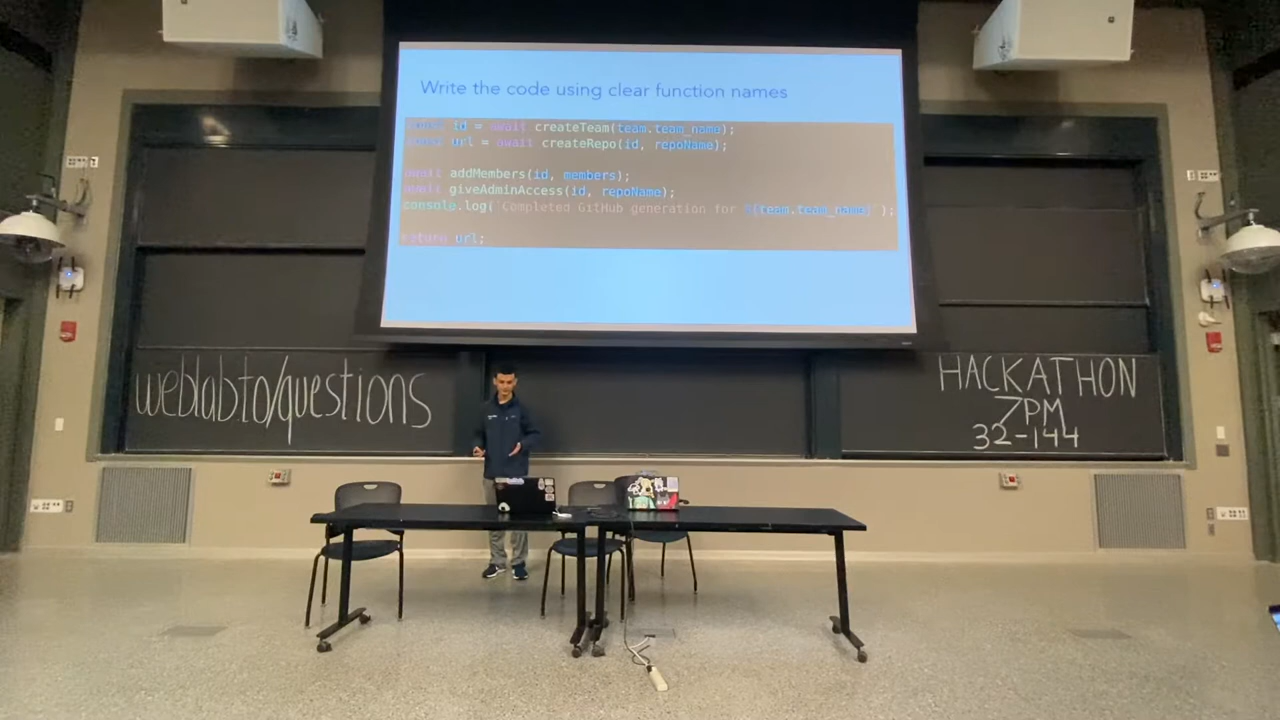 Write the code using clear function names
const id = await createTeam(team.team_name);
const url = await createRepo(id, repoName);
await addMembers(id, members);
await giveAdminAccess(id, repoName);
console.log(`Completed GitHub generation for ${team.team_name}`);
return url;
weblab.to/questions
HACKATHON
7PM
32-144